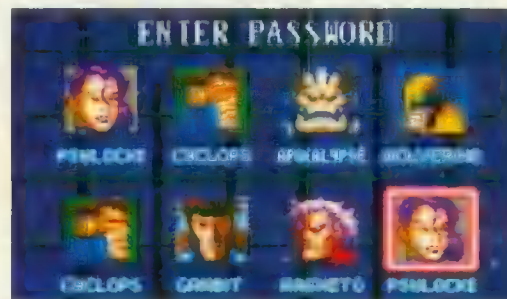 ENTER PASSWORD
PSYLOCKE CYCLOPS APOCALYPSE WOLVERINE
CYCLOPS GAMBIT MAGNETO PSYLOCKE